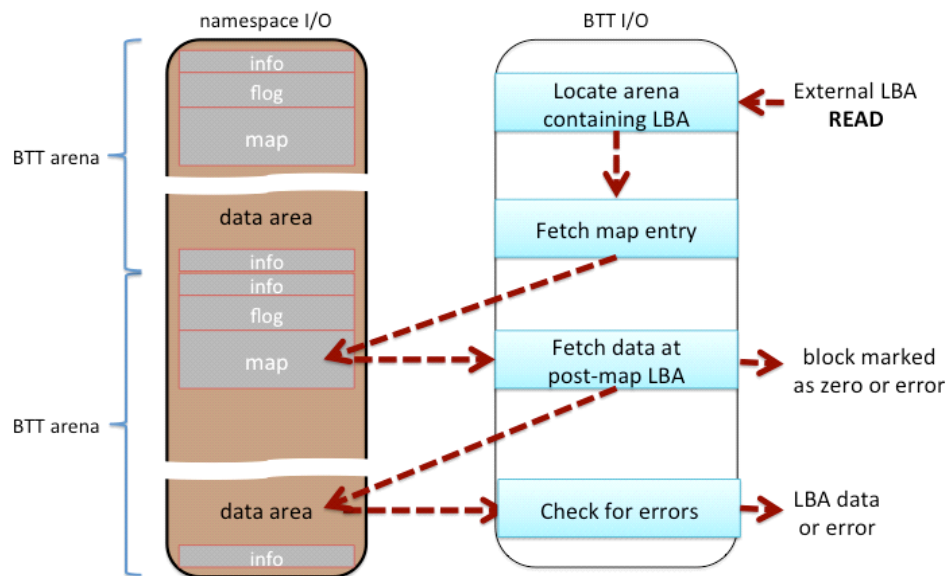 namespace I/O
BTT I/O
info
flog
map
BTT arena
data area
info
info
flog
map
BTT arena
data area
info
Locate arena
containing LBA
External LBA
READ
Fetch map entry
Fetch data at
post-map LBA
block marked
as zero or error
Check for errors
LBA data
or error